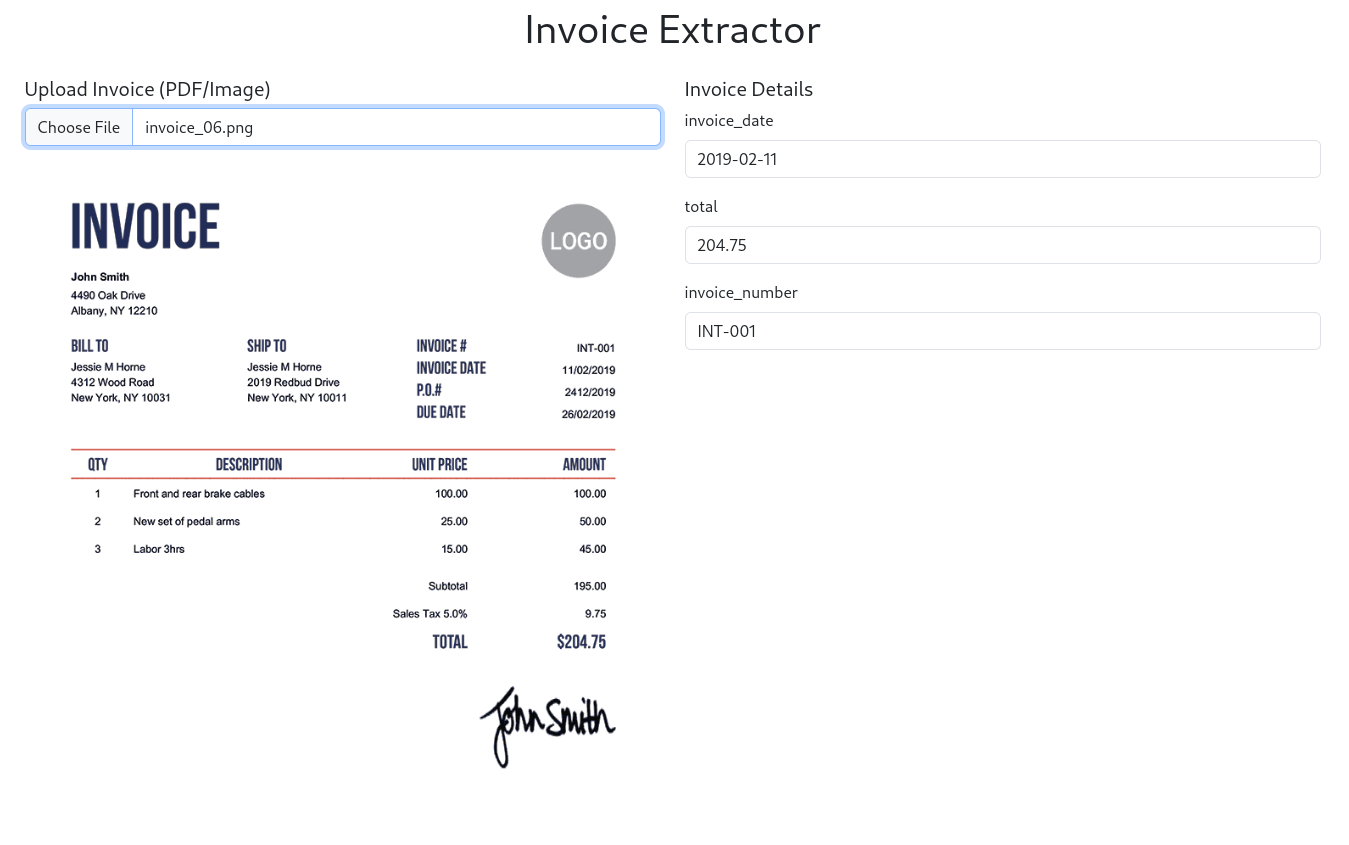 Invoice Extractor
Upload Invoice (PDF/Image)
Choose File invoice_06.png
INVOICE
LOGO
John Smith
4490 Oak Drive
Albany, NY 12210
BILL TO
Jessie M Horne
4312 Wood Road
New York, NY 10031
SHIP TO
Jessie M Horne
2019 Redbud Drive
New York, NY 10011
INVOICE # INT-001
INVOICE DATE 11/02/2019
P.O.# 2412/2019
DUE DATE 26/02/2019
QTY DESCRIPTION UNIT PRICE AMOUNT
1 Front and rear brake cables 100.00 100.00
2 New set of pedal arms 25.00 50.00
3 Labor 3hrs 15.00 45.00
Subtotal 195.00
Sales Tax 5.0% 9.75
TOTAL $204.75
John Smith
Invoice Details
invoice_date
2019-02-11
total
204.75
invoice_number
INT-001